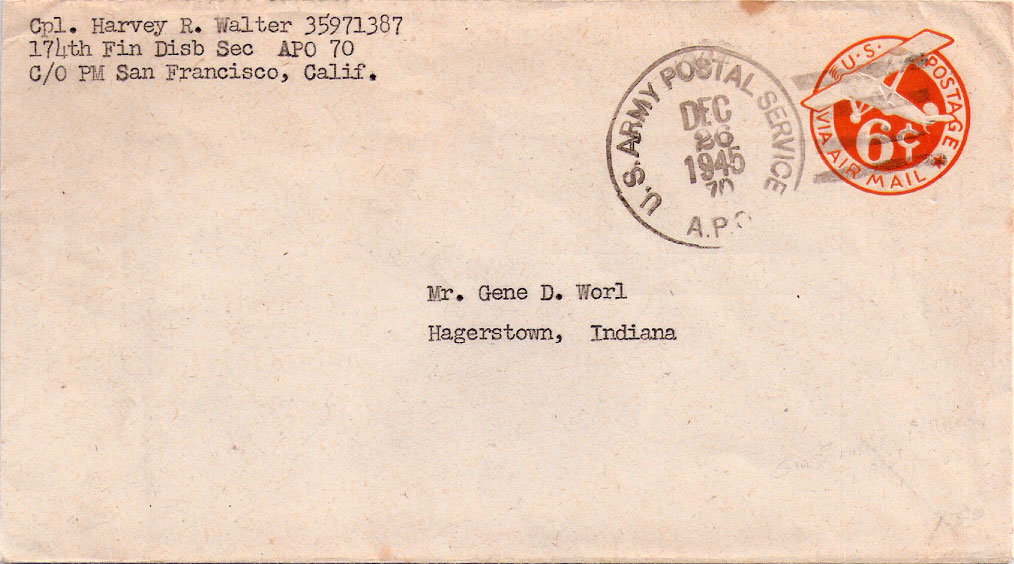 Cpl. Harvey R. Walter 35971387
174th Fin Disb Sec APO 70
C/O PM San Francisco, Calif.
U.S. ARMY POSTAL SERVICE
DEC
26
1945
70
A.P.O
U.S. POSTAGE
6¢
VIA AIR MAIL
Mr. Gene D. Worl
Hagerstown, Indiana